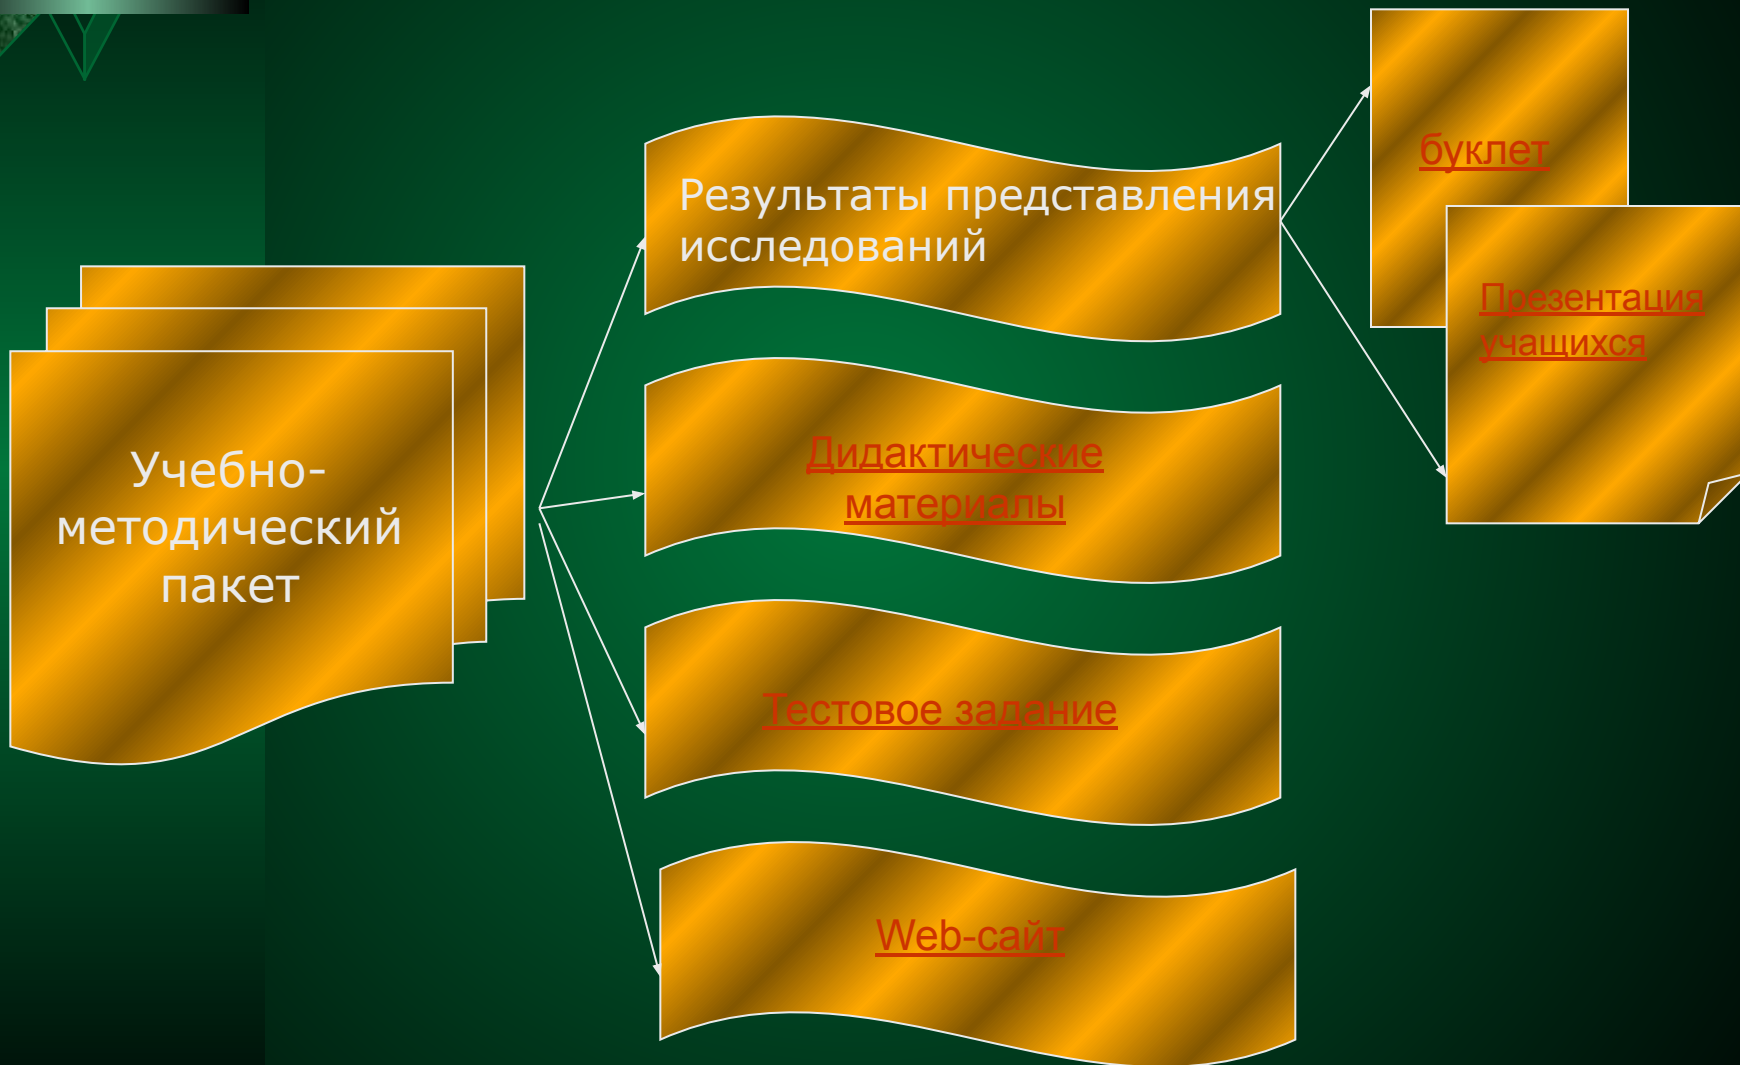 Учебно-
методический
пакет
Результаты представления
исследований
Дидактические
материалы
Тестовое задание
Web-сайт
буклет
Презентация
учащихся